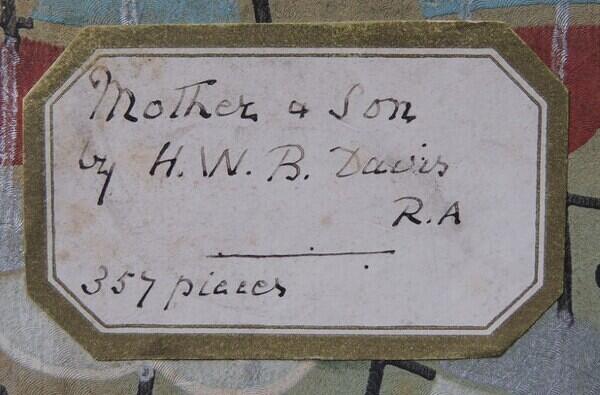 Mother & Son
by H. W. B. Davis
R.A
357 pieces